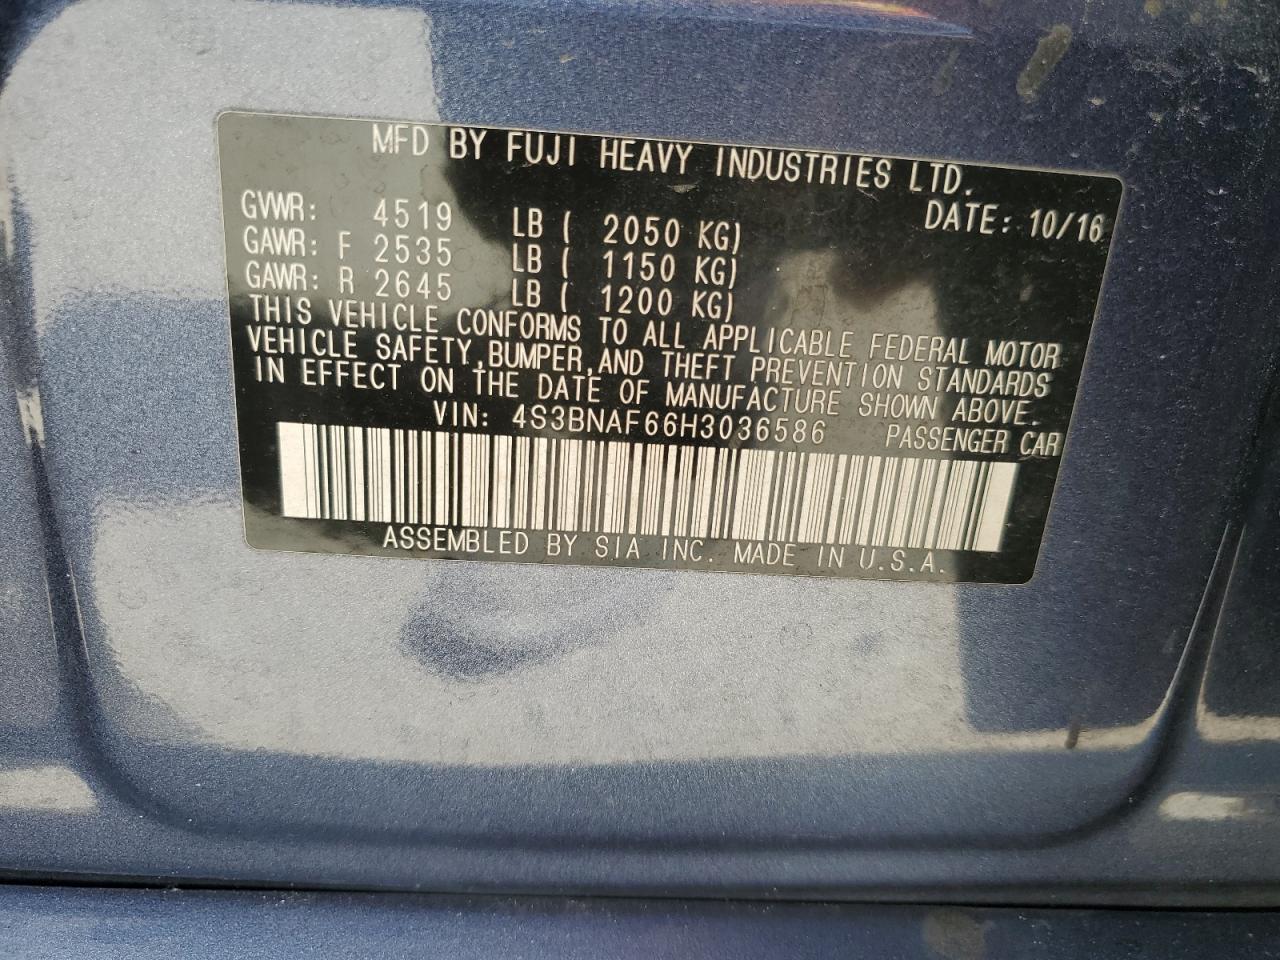 MFD BY FUJI HEAVY INDUSTRIES LTD.
GVWR: 4519 LB ( 2050 KG) DATE: 10/16
GAWR: F 2535 LB ( 1150 KG)
GAWR: R 2645 LB ( 1200 KG)
THIS VEHICLE CONFORMS TO ALL APPLICABLE FEDERAL MOTOR
VEHICLE SAFETY,BUMPER,AND THEFT PREVENTION STANDARDS
IN EFFECT ON THE DATE OF MANUFACTURE SHOWN ABOVE.
VIN: 4S3BNAF66H3036586 PASSENGER CAR
ASSEMBLED BY SIA INC. MADE IN U.S.A.